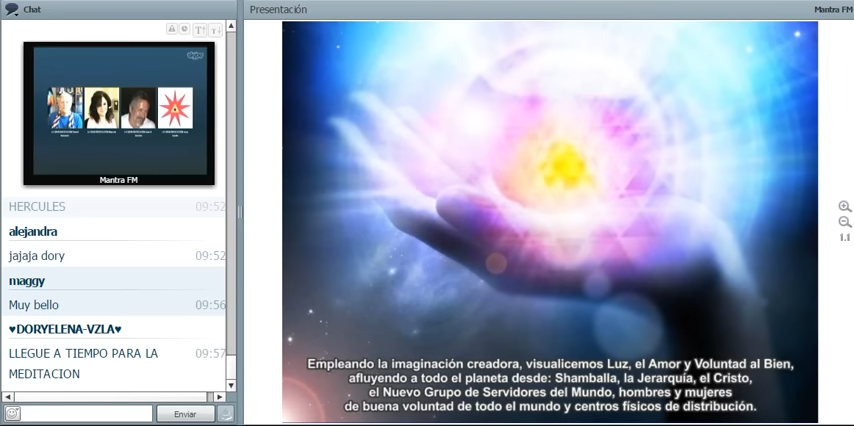 Chat
Presentación
Mantra FM
skype
Mantra FM
HERCULES 09:52
alejandra
jajaja dory 09:52
maggy
Muy bello 09:56
♥DORYELENA-VZLA♥
LLEGUE A TIEMPO PARA LA 09:57
MEDITACION
Enviar
Empleando la imaginación creadora, visualicemos Luz, el Amor y Voluntad al Bien,
afluyendo a todo el planeta desde: Shamballa, la Jerarquía, el Cristo,
el Nuevo Grupo de Servidores del Mundo, hombres y mujeres
de buena voluntad de todo el mundo y centros físicos de distribución.
1.1